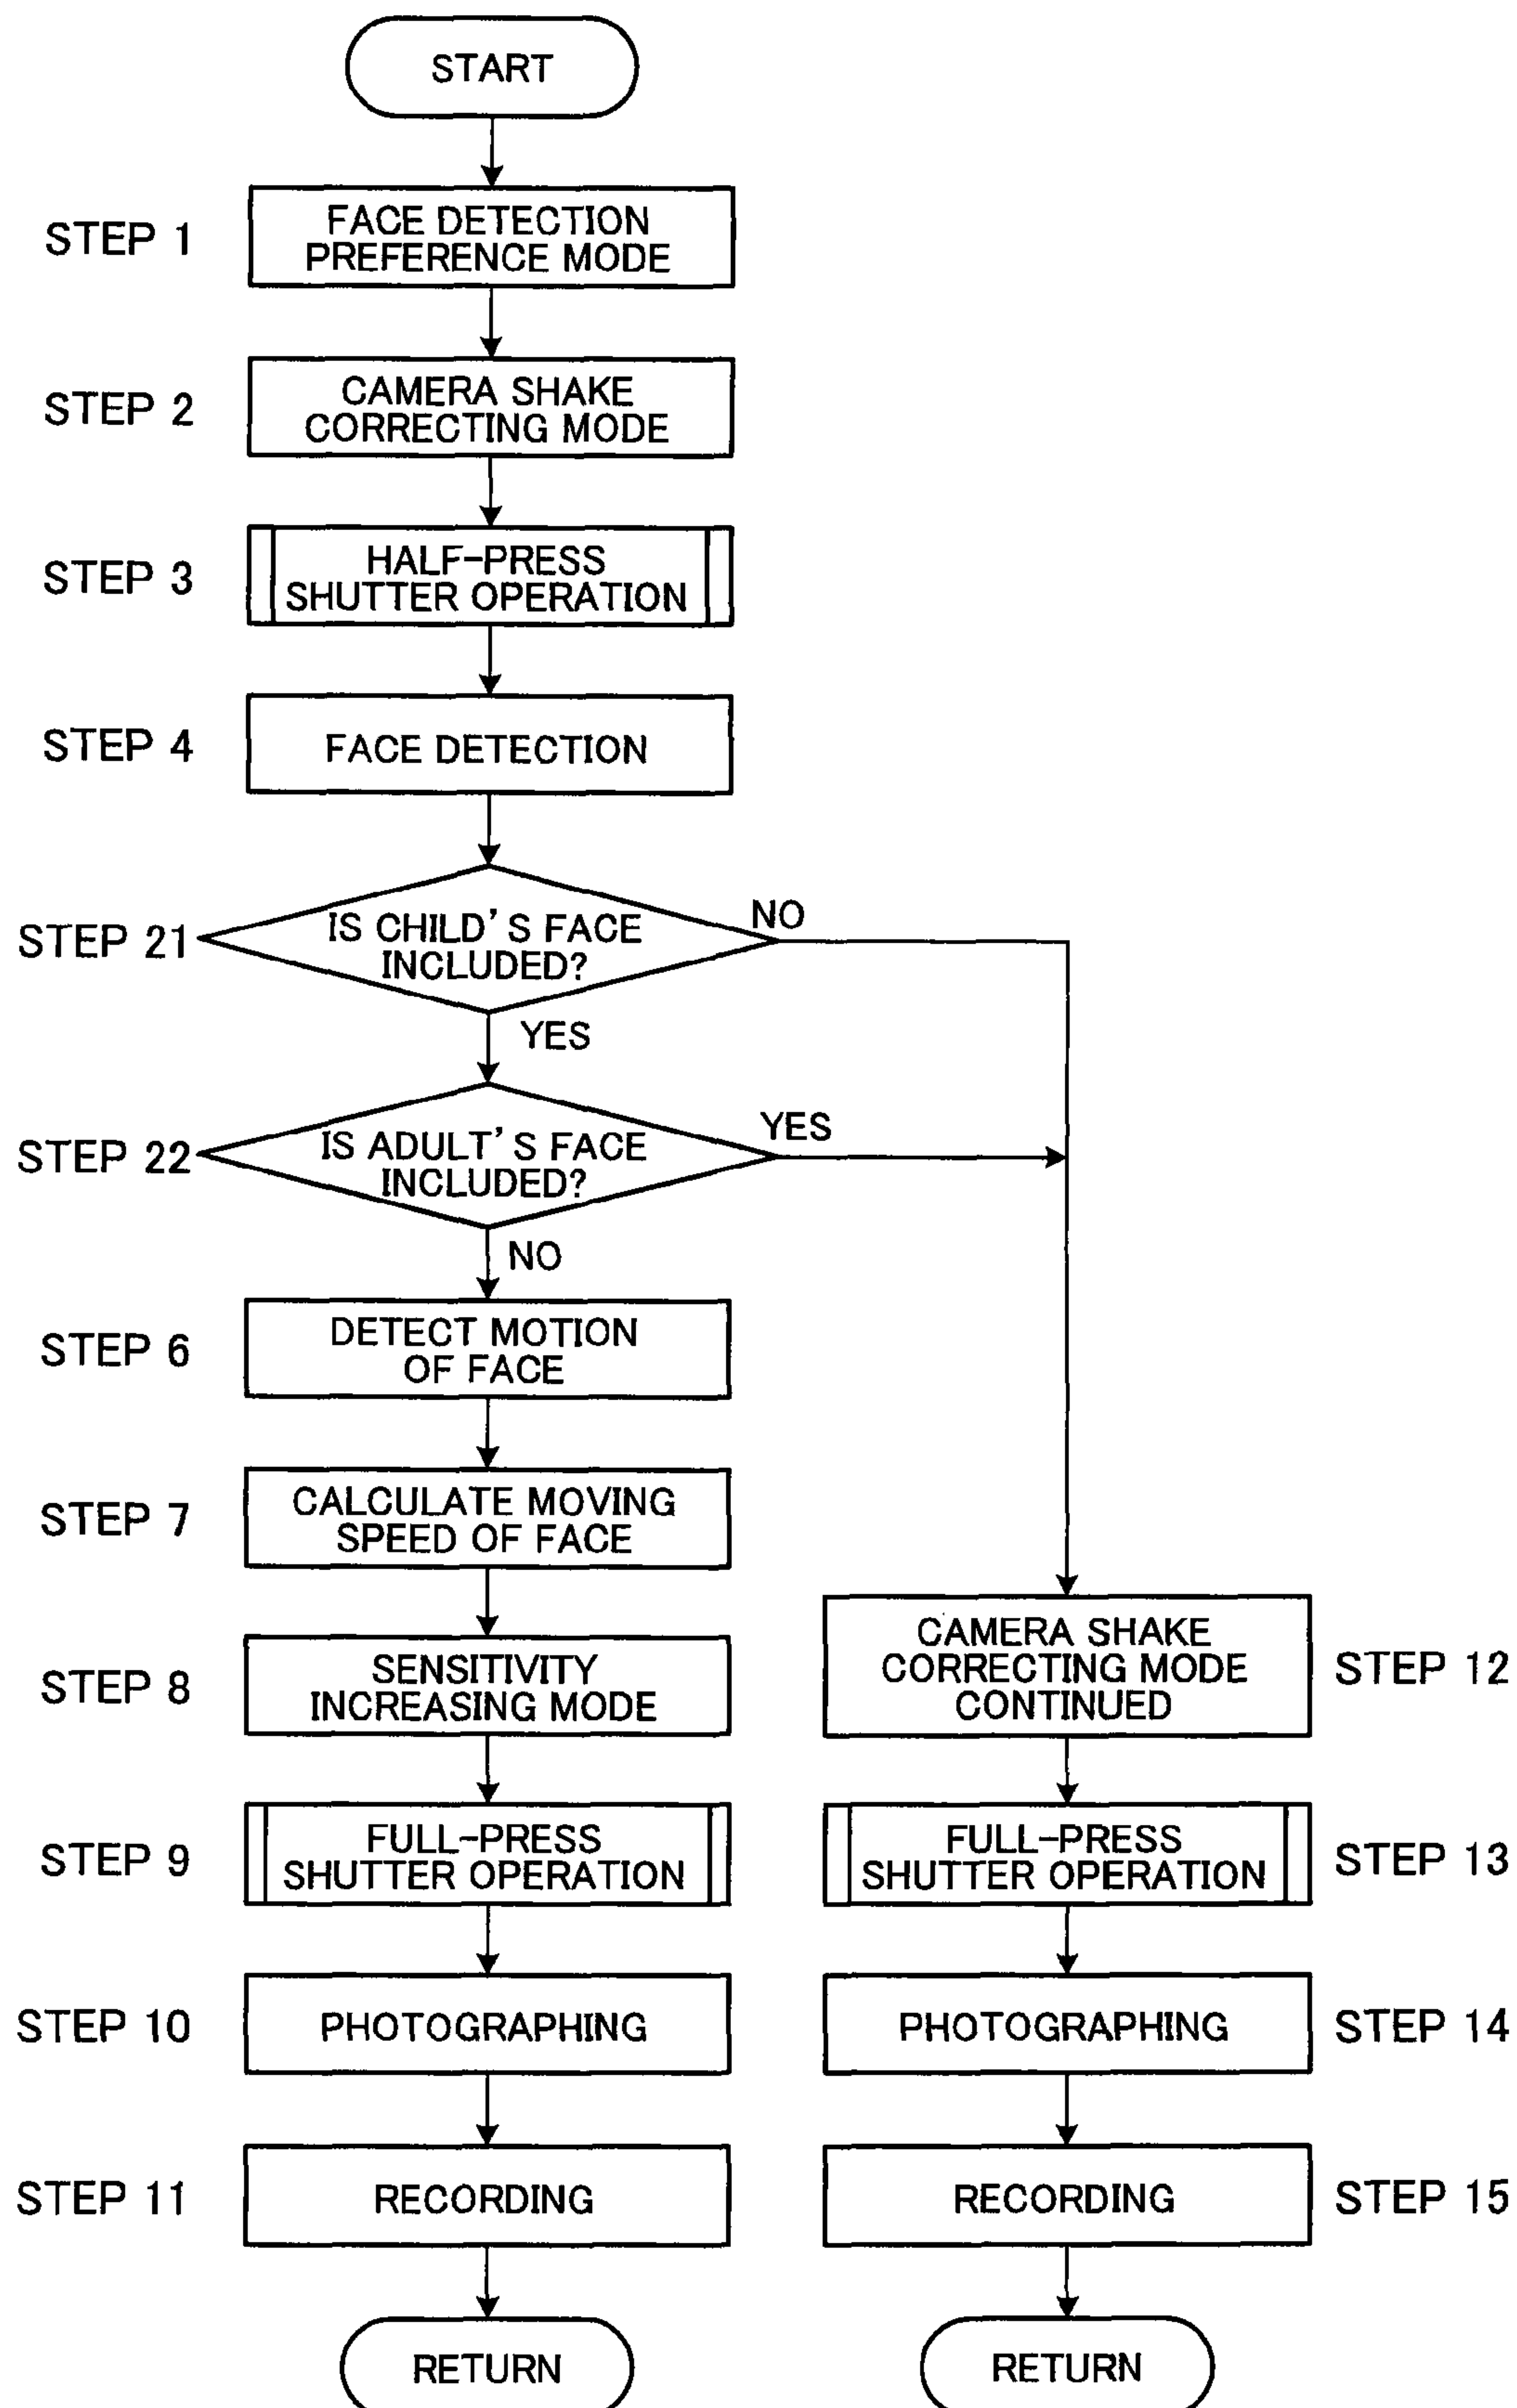 START
STEP 1
FACE DETECTION
PREFERENCE MODE
STEP 2
CAMERA SHAKE
CORRECTING MODE
STEP 3
HALF-PRESS
SHUTTER OPERATION
STEP 4
FACE DETECTION
STEP 21
IS CHILD'S FACE
INCLUDED?
NO
YES
STEP 22
IS ADULT'S FACE
INCLUDED?
YES
NO
STEP 6
DETECT MOTION
OF FACE
STEP 7
CALCULATE MOVING
SPEED OF FACE
STEP 8
SENSITIVITY
INCREASING MODE
CAMERA SHAKE
CORRECTING MODE
CONTINUED
STEP 12
STEP 9
FULL-PRESS
SHUTTER OPERATION
FULL-PRESS
SHUTTER OPERATION
STEP 13
STEP 10
PHOTOGRAPHING
PHOTOGRAPHING
STEP 14
STEP 11
RECORDING
RECORDING
STEP 15
RETURN
RETURN